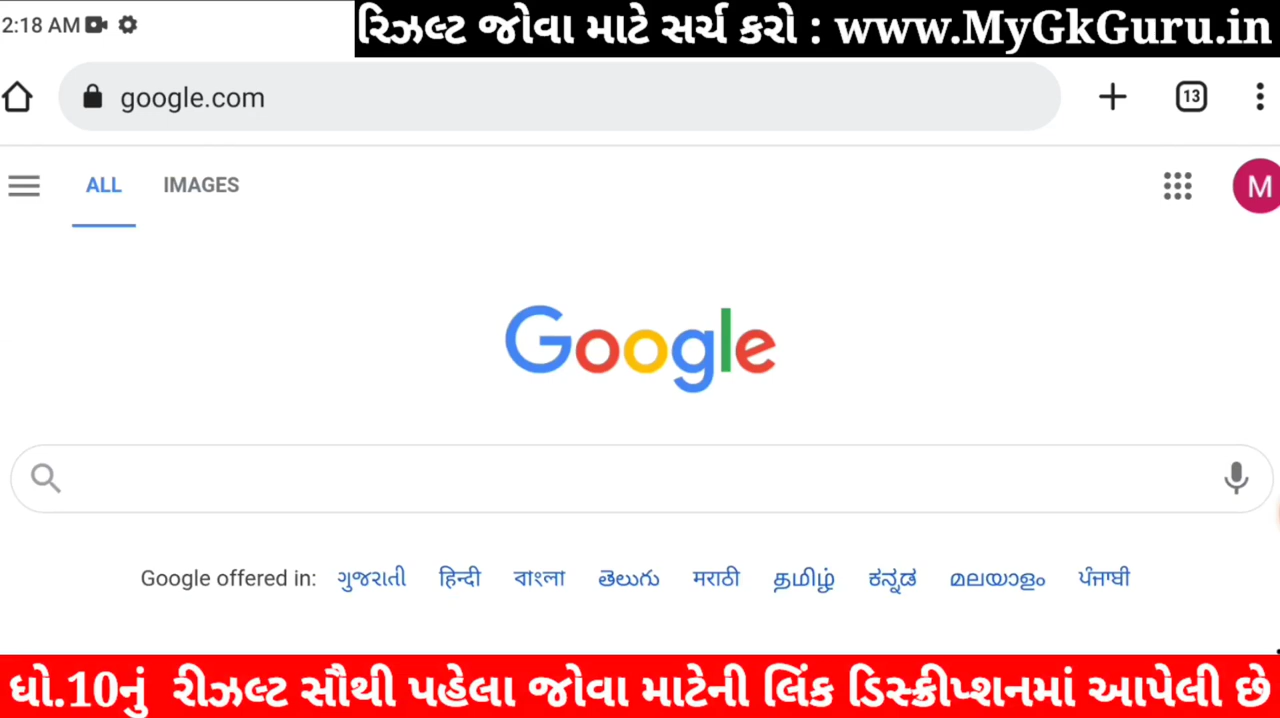 2:18 AM
રિઝલ્ટ જોવા માટે સર્ચ કરો : www.MyGkGuru.in
google.com
13
ALL IMAGES
M
Google
Google offered in: ગુજરાતી हिन्दी বাংলা తెలుగు मराठी தமிழ் ಕನ್ನಡ മലയാളം ਪੰਜਾਬੀ
ધો.10નું રીઝલ્ટ સૌથી પહેલા જોવા માટેની લિંક ડિસ્ક્રીપ્શનમાં આપેલી છે